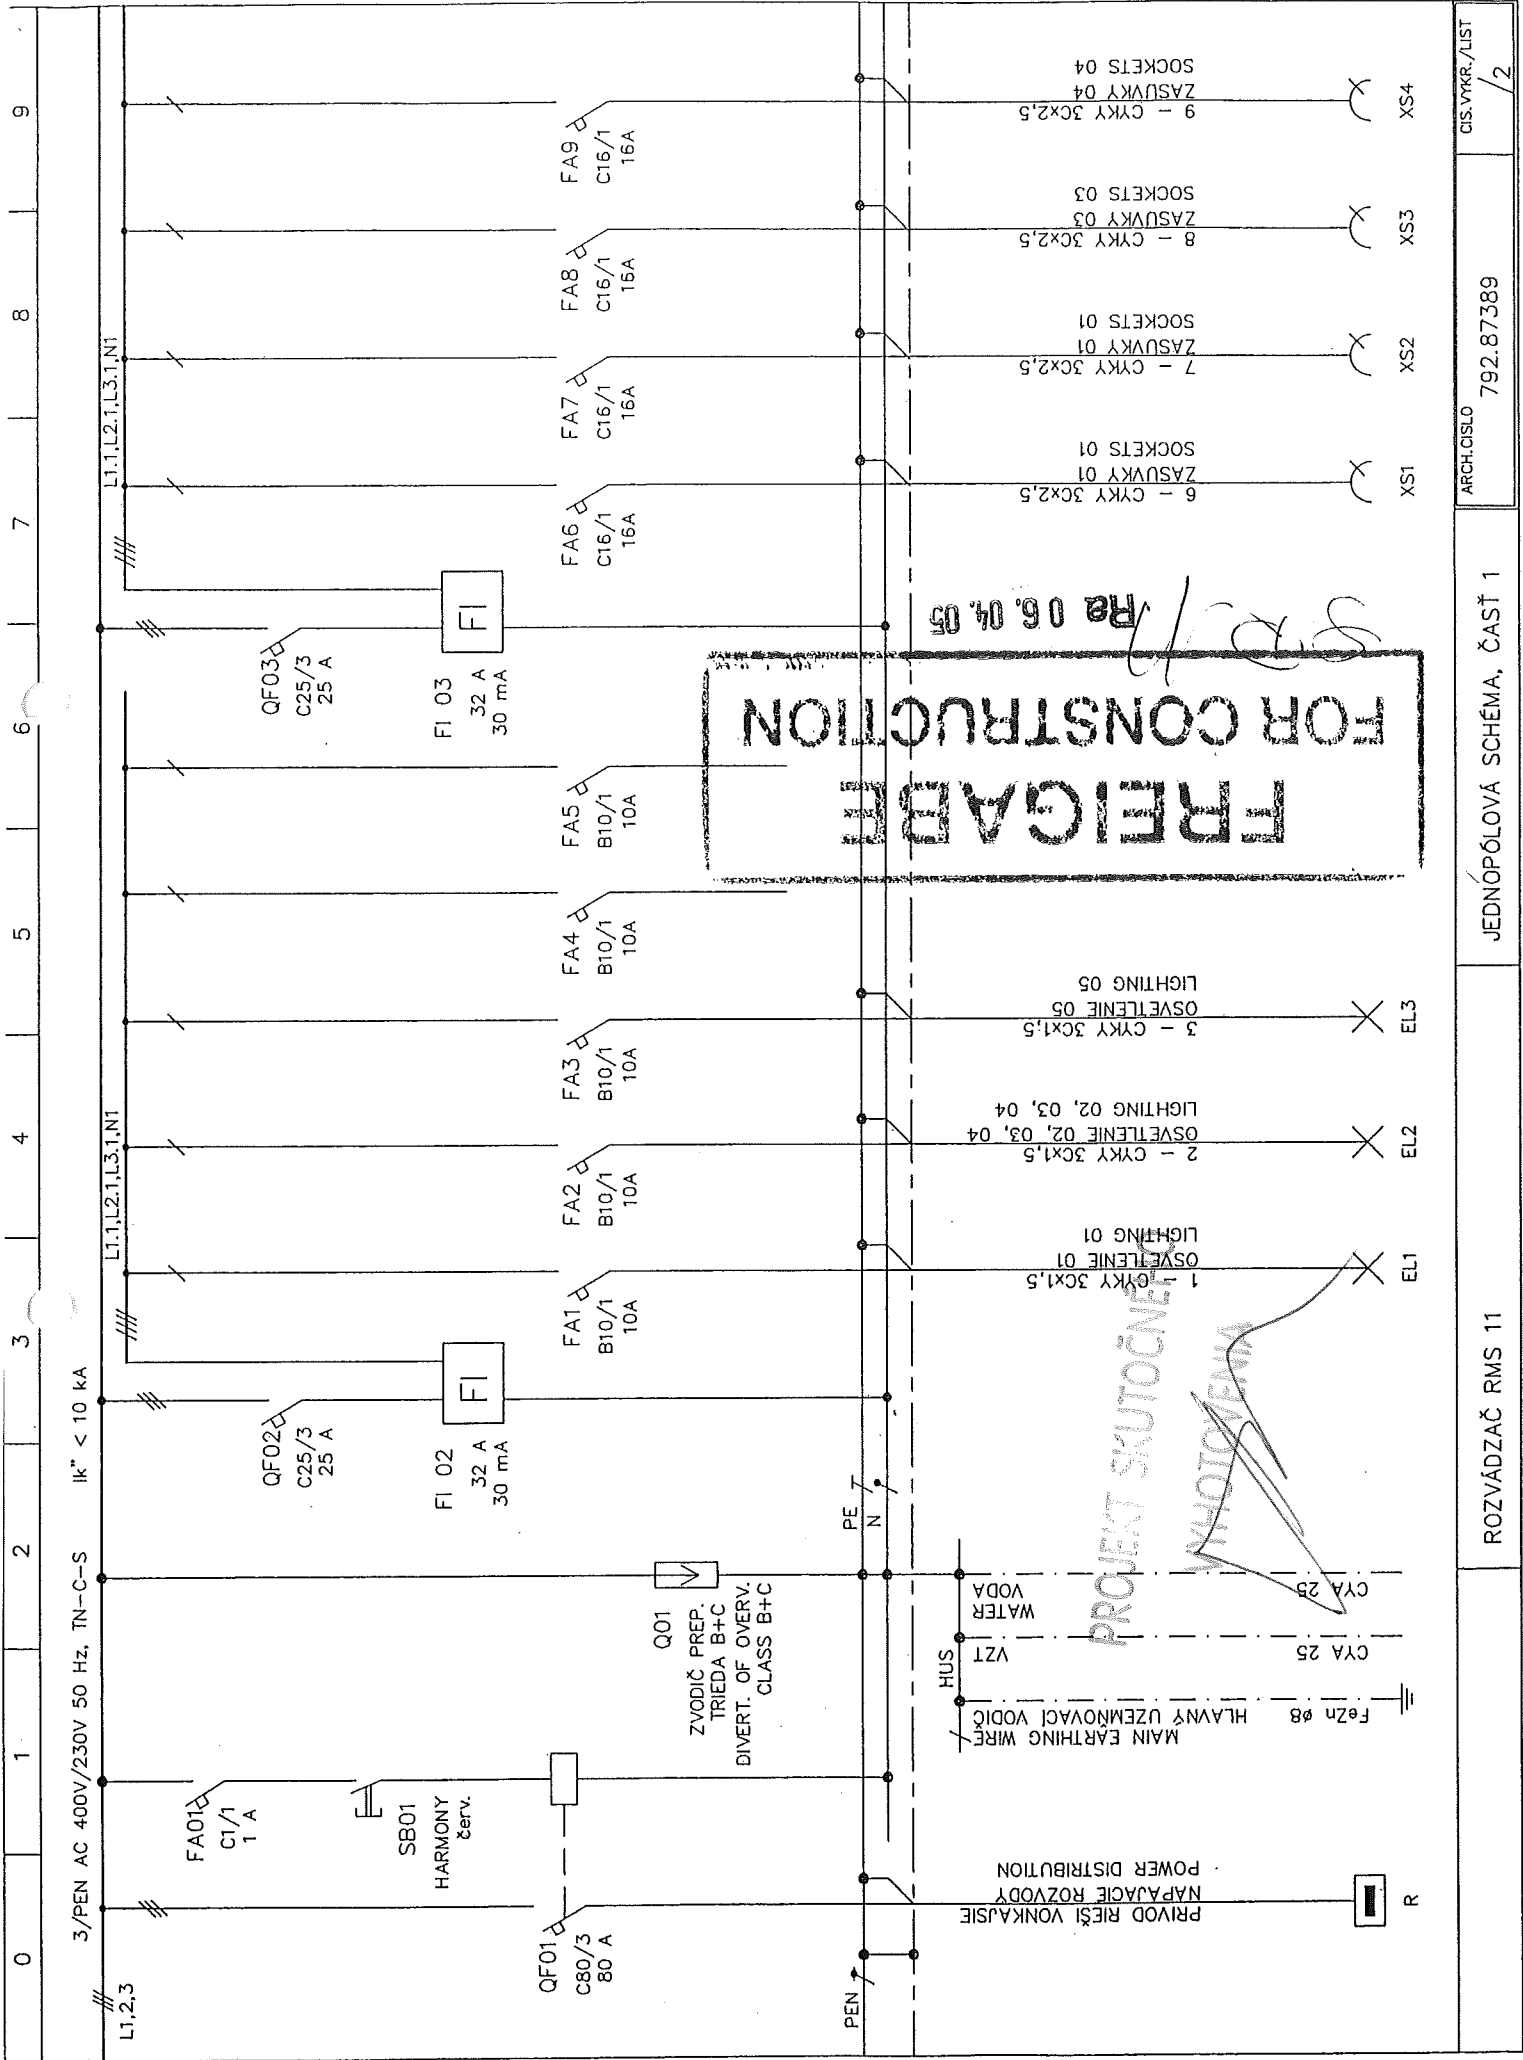 0 1 2 3 4 5 6 7 8 9
3/PEN AC 400V/230V 50 Hz, TN-C-S Ik" < 10 kA
L1,2,3
L1.1,L2.1,L3.1,N1
L1.1,L2.1,L3.1,N1
QF01
C80/3
80 A
FA01
C1/1
1 A
SB01
HARMONY
červ.
Q01
ZVODIČ PREP.
TRIEDA B+C
DIVERT. OF OVERV.
CLASS B+C
QF02
C25/3
25 A
FI
FI 02
32 A
30 mA
FA1
B10/1
10A
FA2
B10/1
10A
FA3
B10/1
10A
FA4
B10/1
10A
FA5
B10/1
10A
QF03
C25/3
25 A
FI
FI 03
32 A
30 mA
FA6
C16/1
16A
FA7
C16/1
16A
FA8
C16/1
16A
FA9
C16/1
16A
PEN
PE
N
PRIVOD RIEŠI VONKAJSIE
NAPAJACIE ROZVODY
POWER DISTRIBUTION
R
HUS
MAIN EARTHING WIRE
HLAVNÝ UZEMŇOVACÍ VODIČ
FeZn ø8
VZT
CYA 25
WATER
VODA
CYA 25
1 - CYKY 3Cx1,5
OSVETLENIE 01
LIGHTING 01
EL1
2 - CYKY 3Cx1,5
OSVETLENIE 02, 03, 04
LIGHTING 02, 03, 04
EL2
3 - CYKY 3Cx1,5
OSVETLENIE 05
LIGHTING 05
EL3
6 - CYKY 3Cx2,5
ZASUVKY 01
SOCKETS 01
XS1
7 - CYKY 3Cx2,5
ZASUVKY 01
SOCKETS 01
XS2
8 - CYKY 3Cx2,5
ZASUVKY 03
SOCKETS 03
XS3
9 - CYKY 3Cx2,5
ZASUVKY 04
SOCKETS 04
XS4
PROJEKT SKUTOČNÉHO
VYHOTOVENIA
FREIGABE
FOR CONSTRUCTION
Re 06. 04. 05
ROZVÁDZAČ RMS 11
JEDNOPÓLOVÁ SCHÉMA, ČASŤ 1
ARCH.CISLO
792.87389
CIS.VYKR./LIST
/2